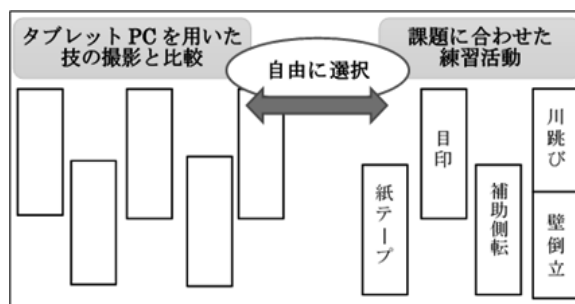 タブレット PC を用いた
技の撮影と比較
自由に選択
課題に合わせた
練習活動
紙テープ
目印
補助側転
川跳び
壁倒立